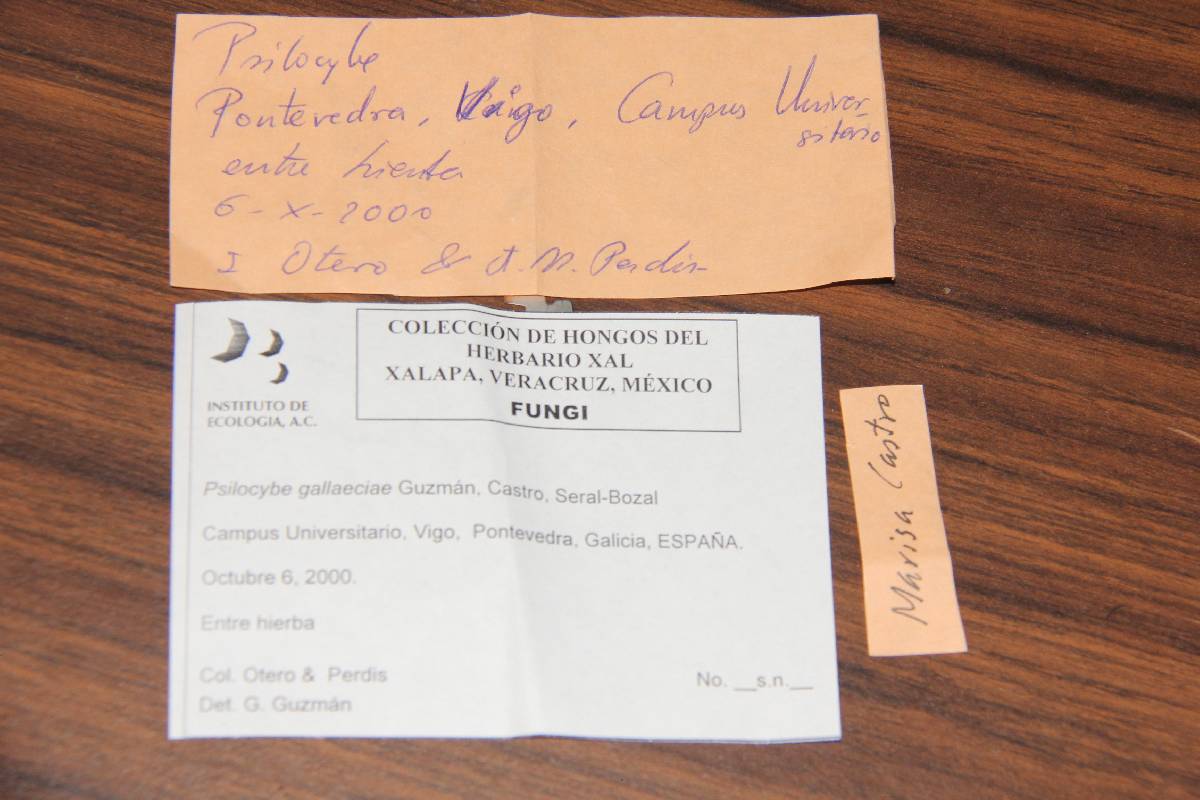 Psilocybe
Pontevedra, Vigo, Campus Univer-
sitario
entre hierba
6-X-2000
I Otero & A. M. Perdis
COLECCIÓN DE HONGOS DEL
HERBARIO XAL
XALAPA, VERACRUZ, MÉXICO
FUNGI
INSTITUTO DE
ECOLOGIA, A.C.
Psilocybe gallaeciae Guzmán, Castro, Seral-Bozal
Campus Universitario, Vigo, Pontevedra, Galicia, ESPAÑA.
Octubre 6, 2000.
Entre hierba
Col. Otero & Perdis
No. __s.n.__
Det. G. Guzmán
Marisa Castro